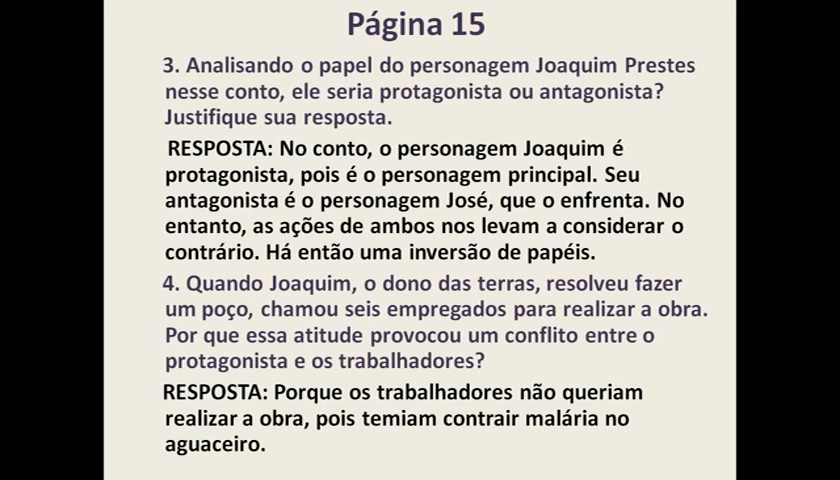 Página 15
3. Analisando o papel do personagem Joaquim Prestes
nesse conto, ele seria protagonista ou antagonista?
Justifique sua resposta.
RESPOSTA: No conto, o personagem Joaquim é
protagonista, pois é o personagem principal. Seu
antagonista é o personagem José, que o enfrenta. No
entanto, as ações de ambos nos levam a considerar o
contrário. Há então uma inversão de papéis.
4. Quando Joaquim, o dono das terras, resolveu fazer
um poço, chamou seis empregados para realizar a obra.
Por que essa atitude provocou um conflito entre o
protagonista e os trabalhadores?
RESPOSTA: Porque os trabalhadores não queriam
realizar a obra, pois temiam contrair malária no
aguaceiro.